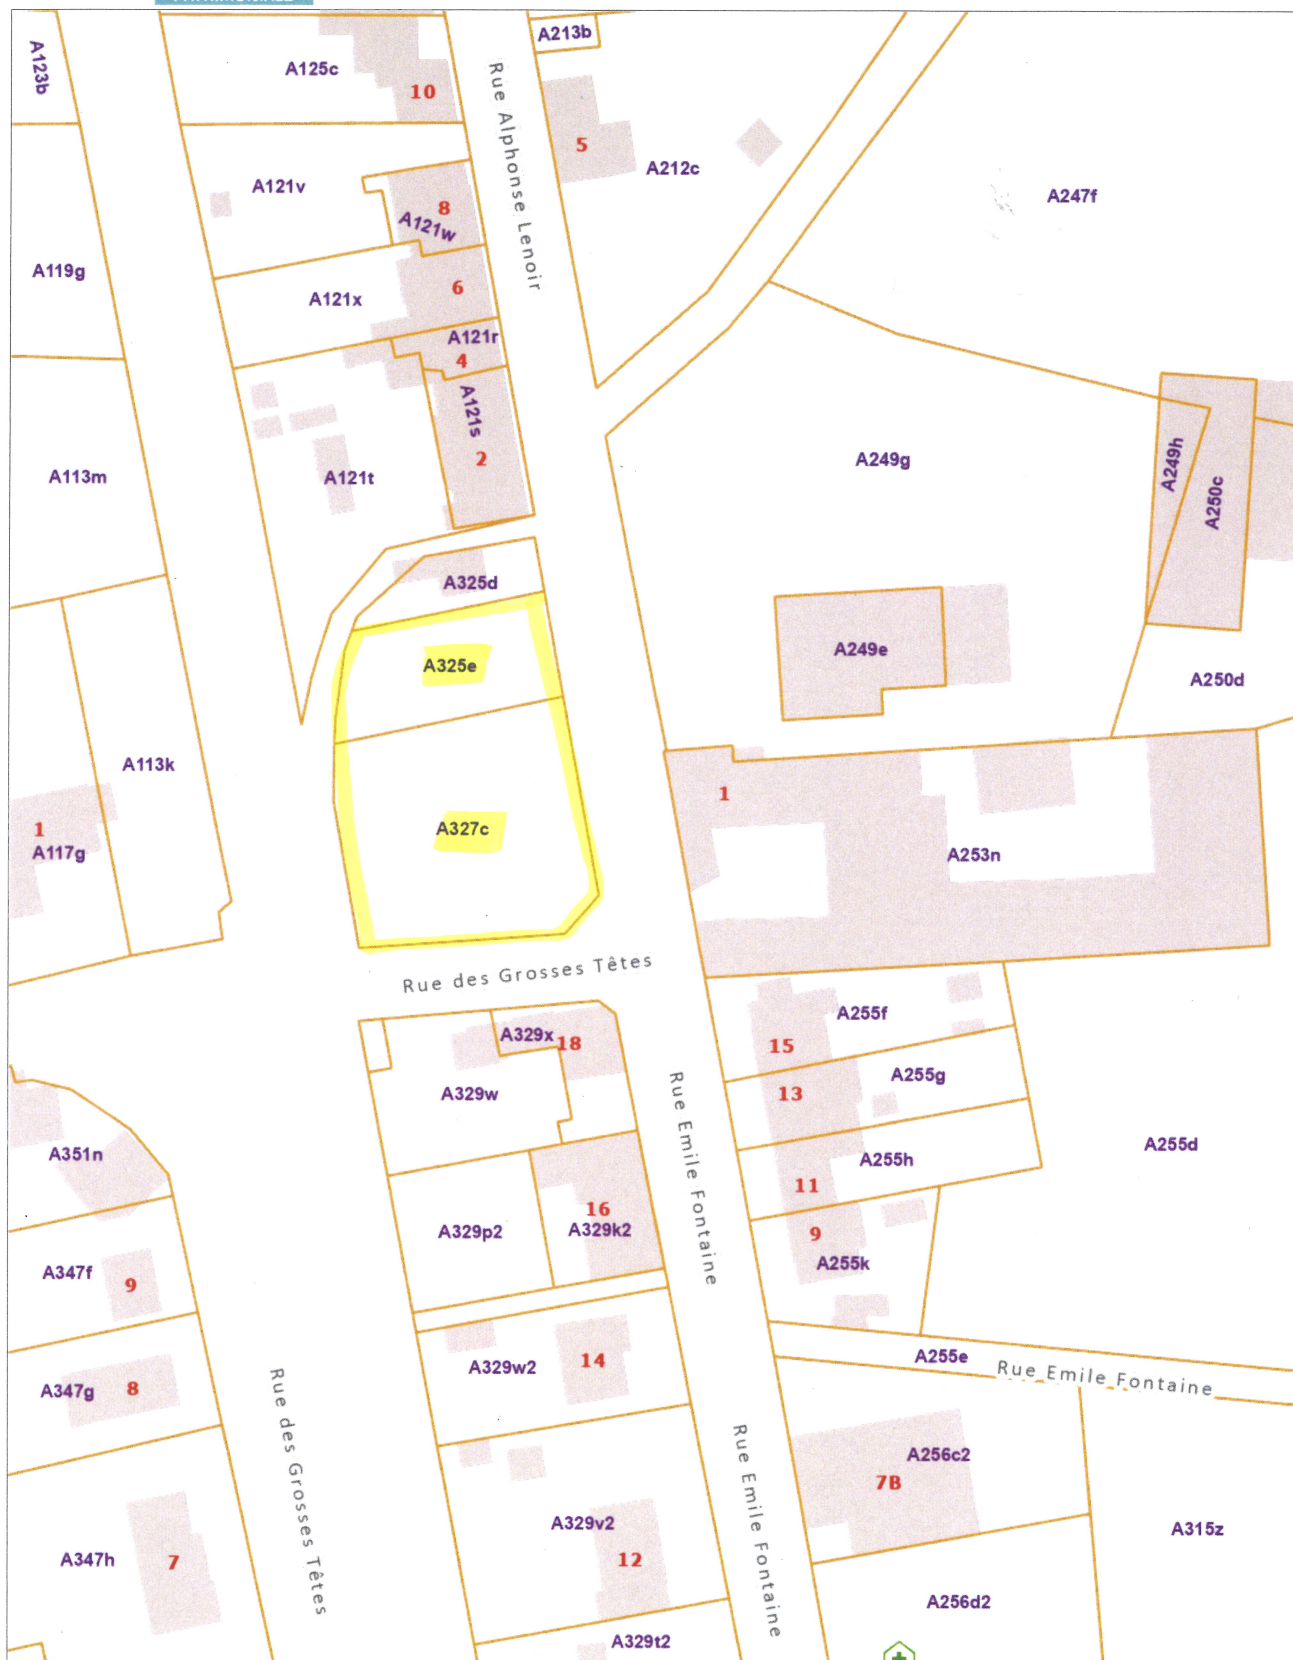 A123b
A125c
10
A213b
5
A212c
A247f
Rue Alphonse Lenoir
A121v
8
A121w
A119g
A121x
6
A121r
4
A121s
2
A113m
A121t
A249g
A249h
A250c
A325d
A325e
A249e
A250d
A113k
1
A117g
A327c
1
A253n
Rue des Grosses Têtes
A329x
18
A329w
15
A255f
13
A255g
A351n
Rue Emile Fontaine
11
A255h
A255d
A329p2
16
A329k2
9
A255k
A347f
9
A329w2
14
A255e
Rue Emile Fontaine
A347g
8
Rue des Grosses Têtes
Rue Emile Fontaine
A256c2
7B
A347h
7
A329v2
12
A315z
A256d2
A329t2